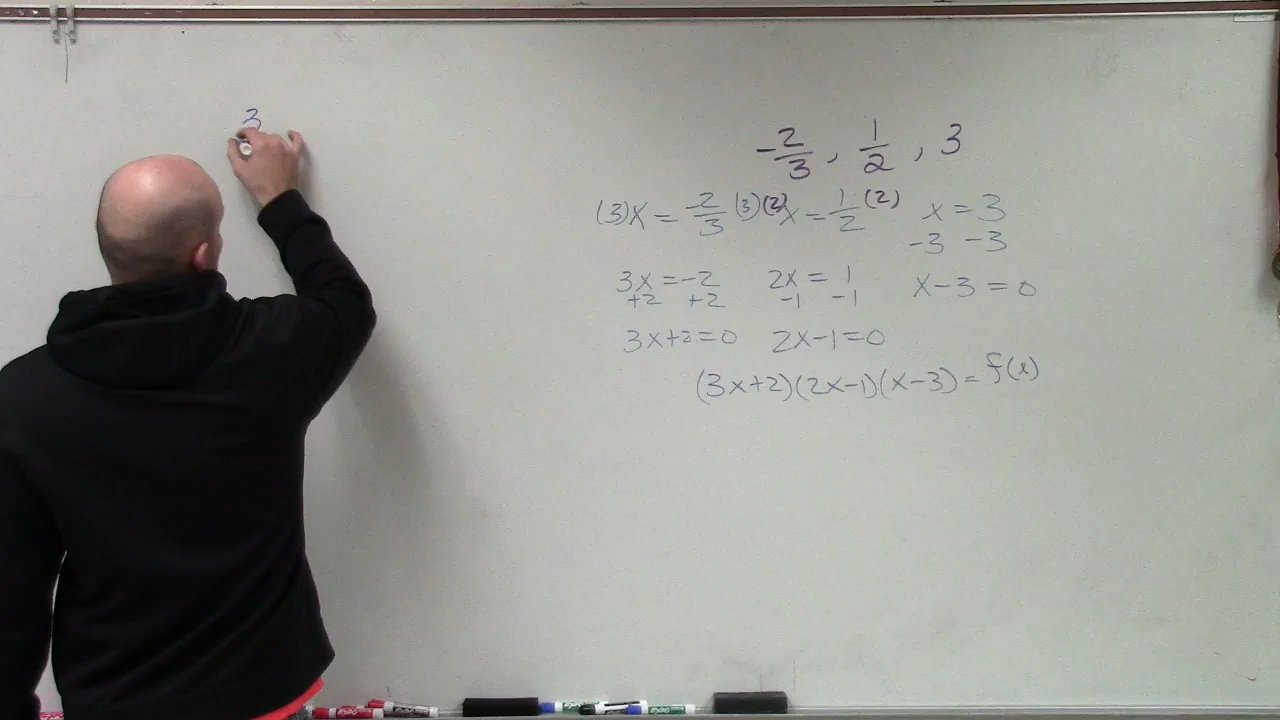 3
-2/3, 1/2, 3
(3)x = -2/3 (3) (2)x = 1/2 (2) x = 3
-3 -3
3x = -2 2x = 1 x-3=0
+2 +2 -1 -1
3x+2=0 2x-1=0
(3x+2)(2x-1)(x-3) = f(x)